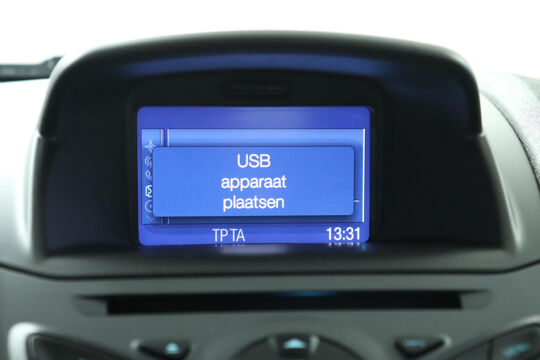 USB
apparaat
plaatsen
TP TA 13:31